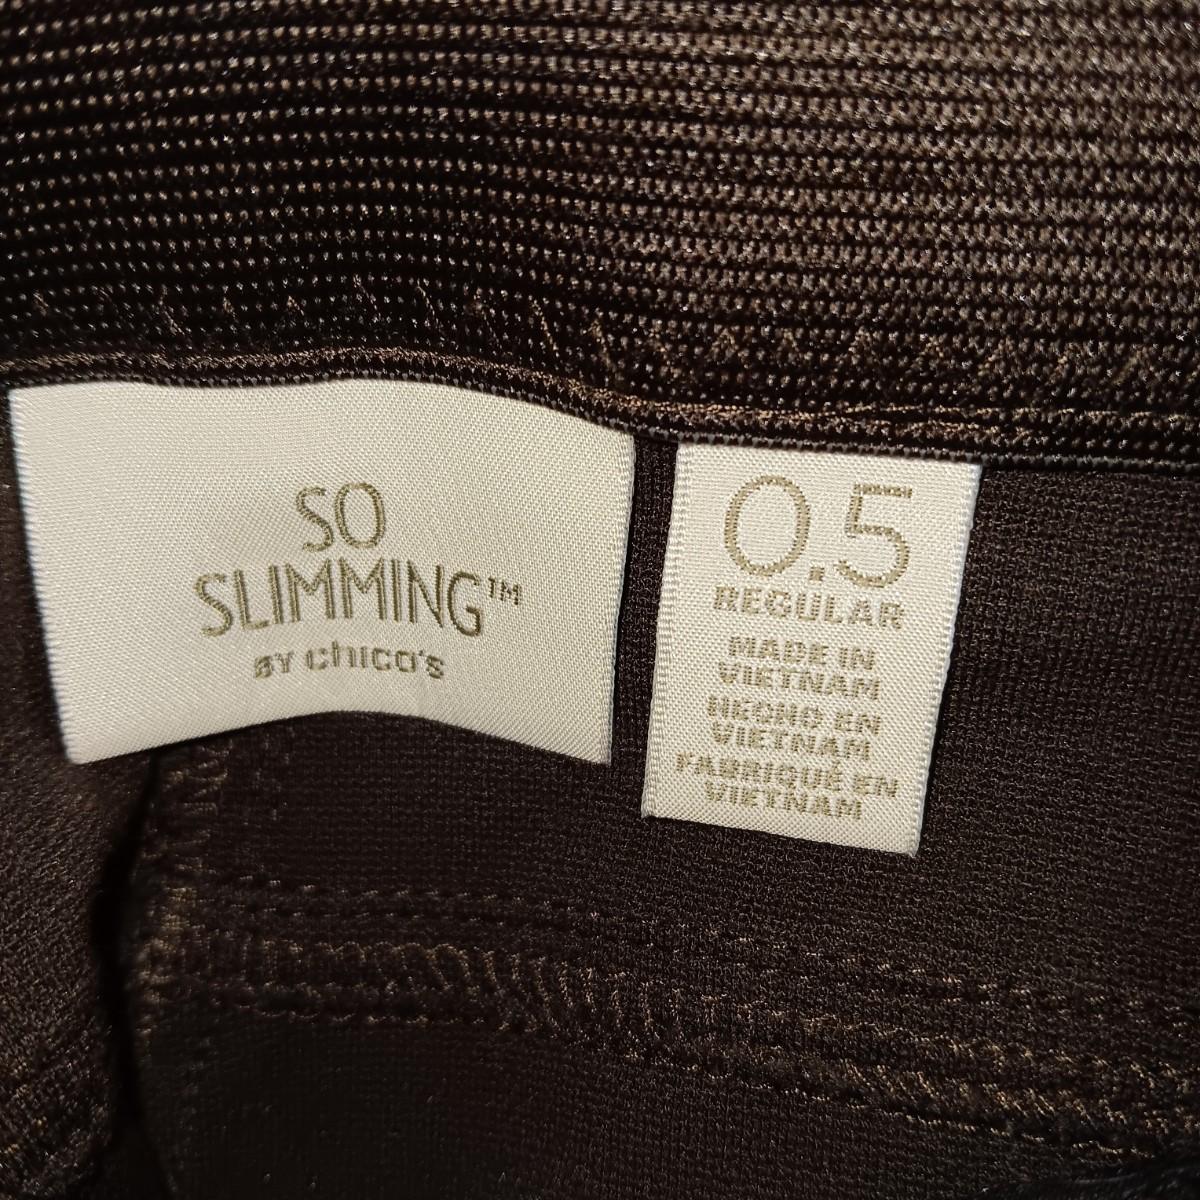 SO
SLIMMING™
BY chico's
0.5
REGULAR
MADE IN
VIETNAM
HECHO EN
VIETNAM
FABRIQUÉ EN
VIETNAM